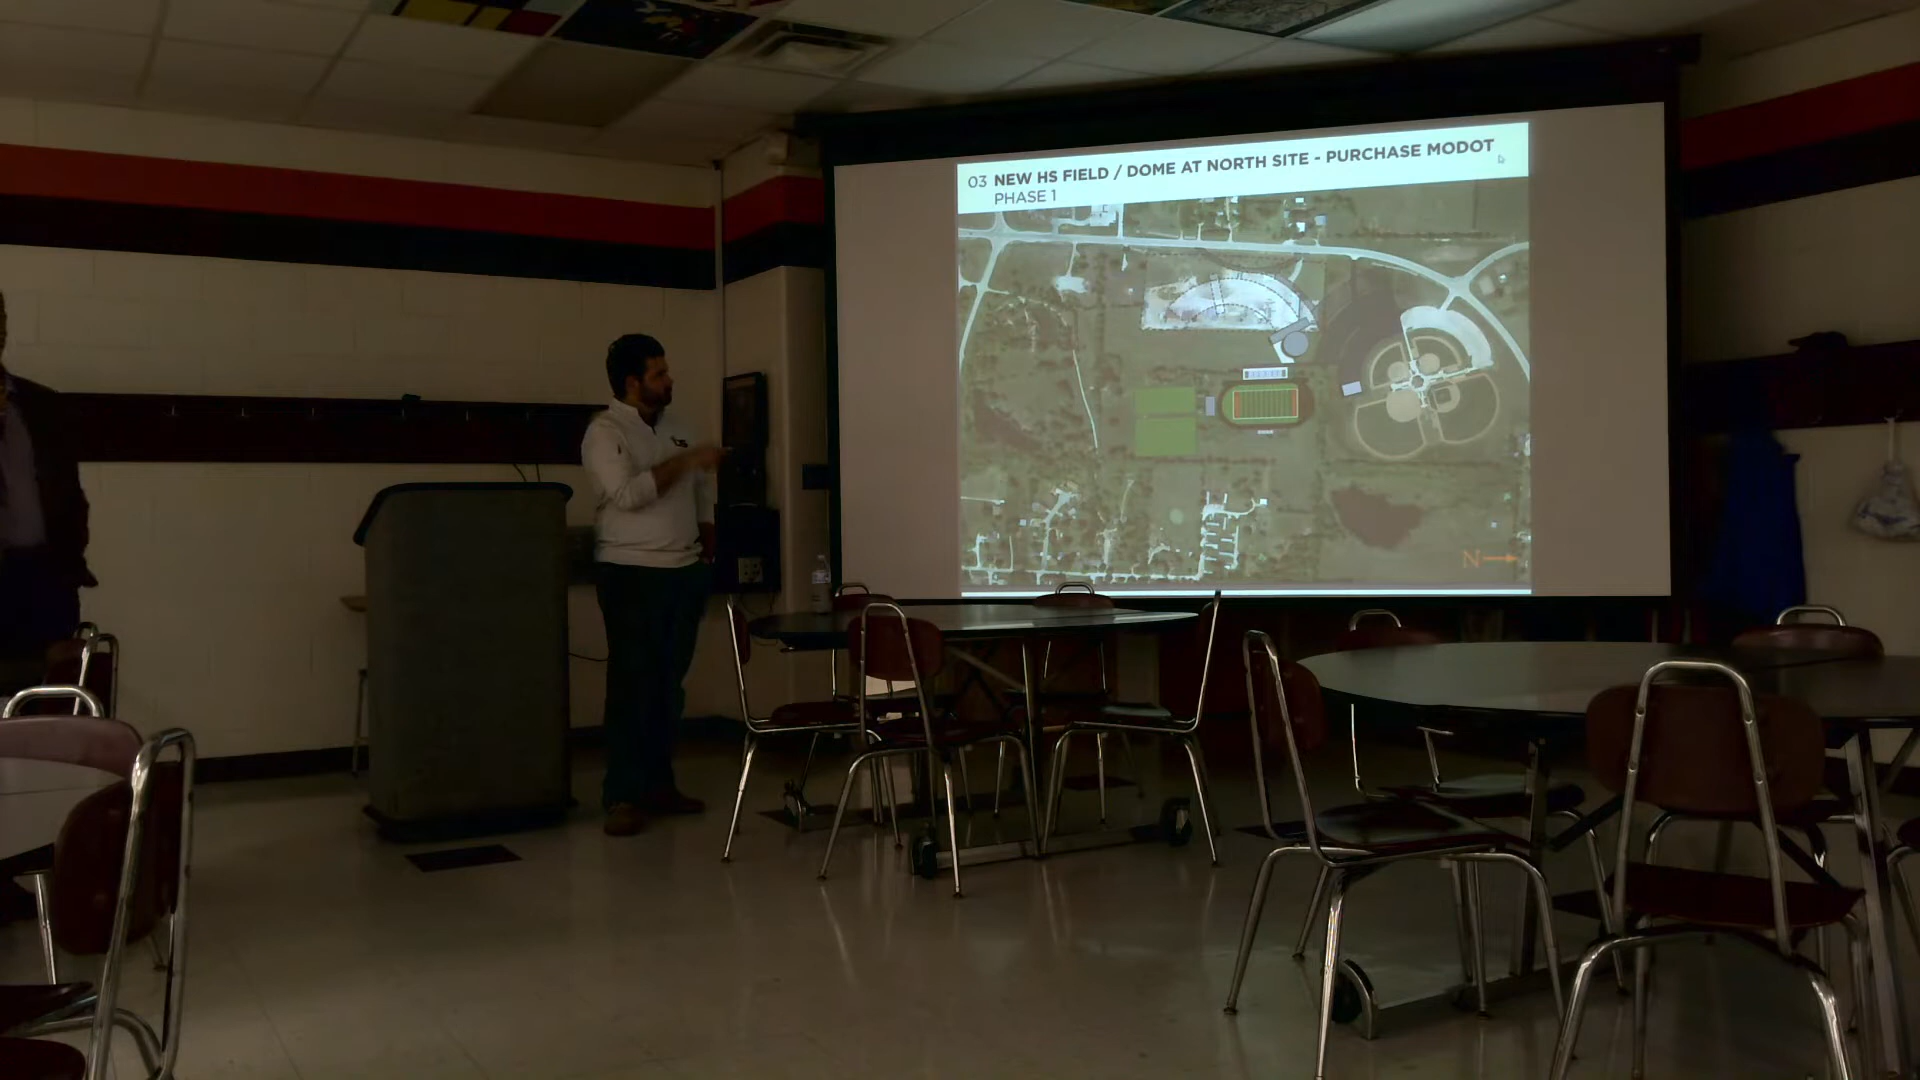 03 NEW HS FIELD / DOME AT NORTH SITE - PURCHASE MODOT
PHASE 1
N